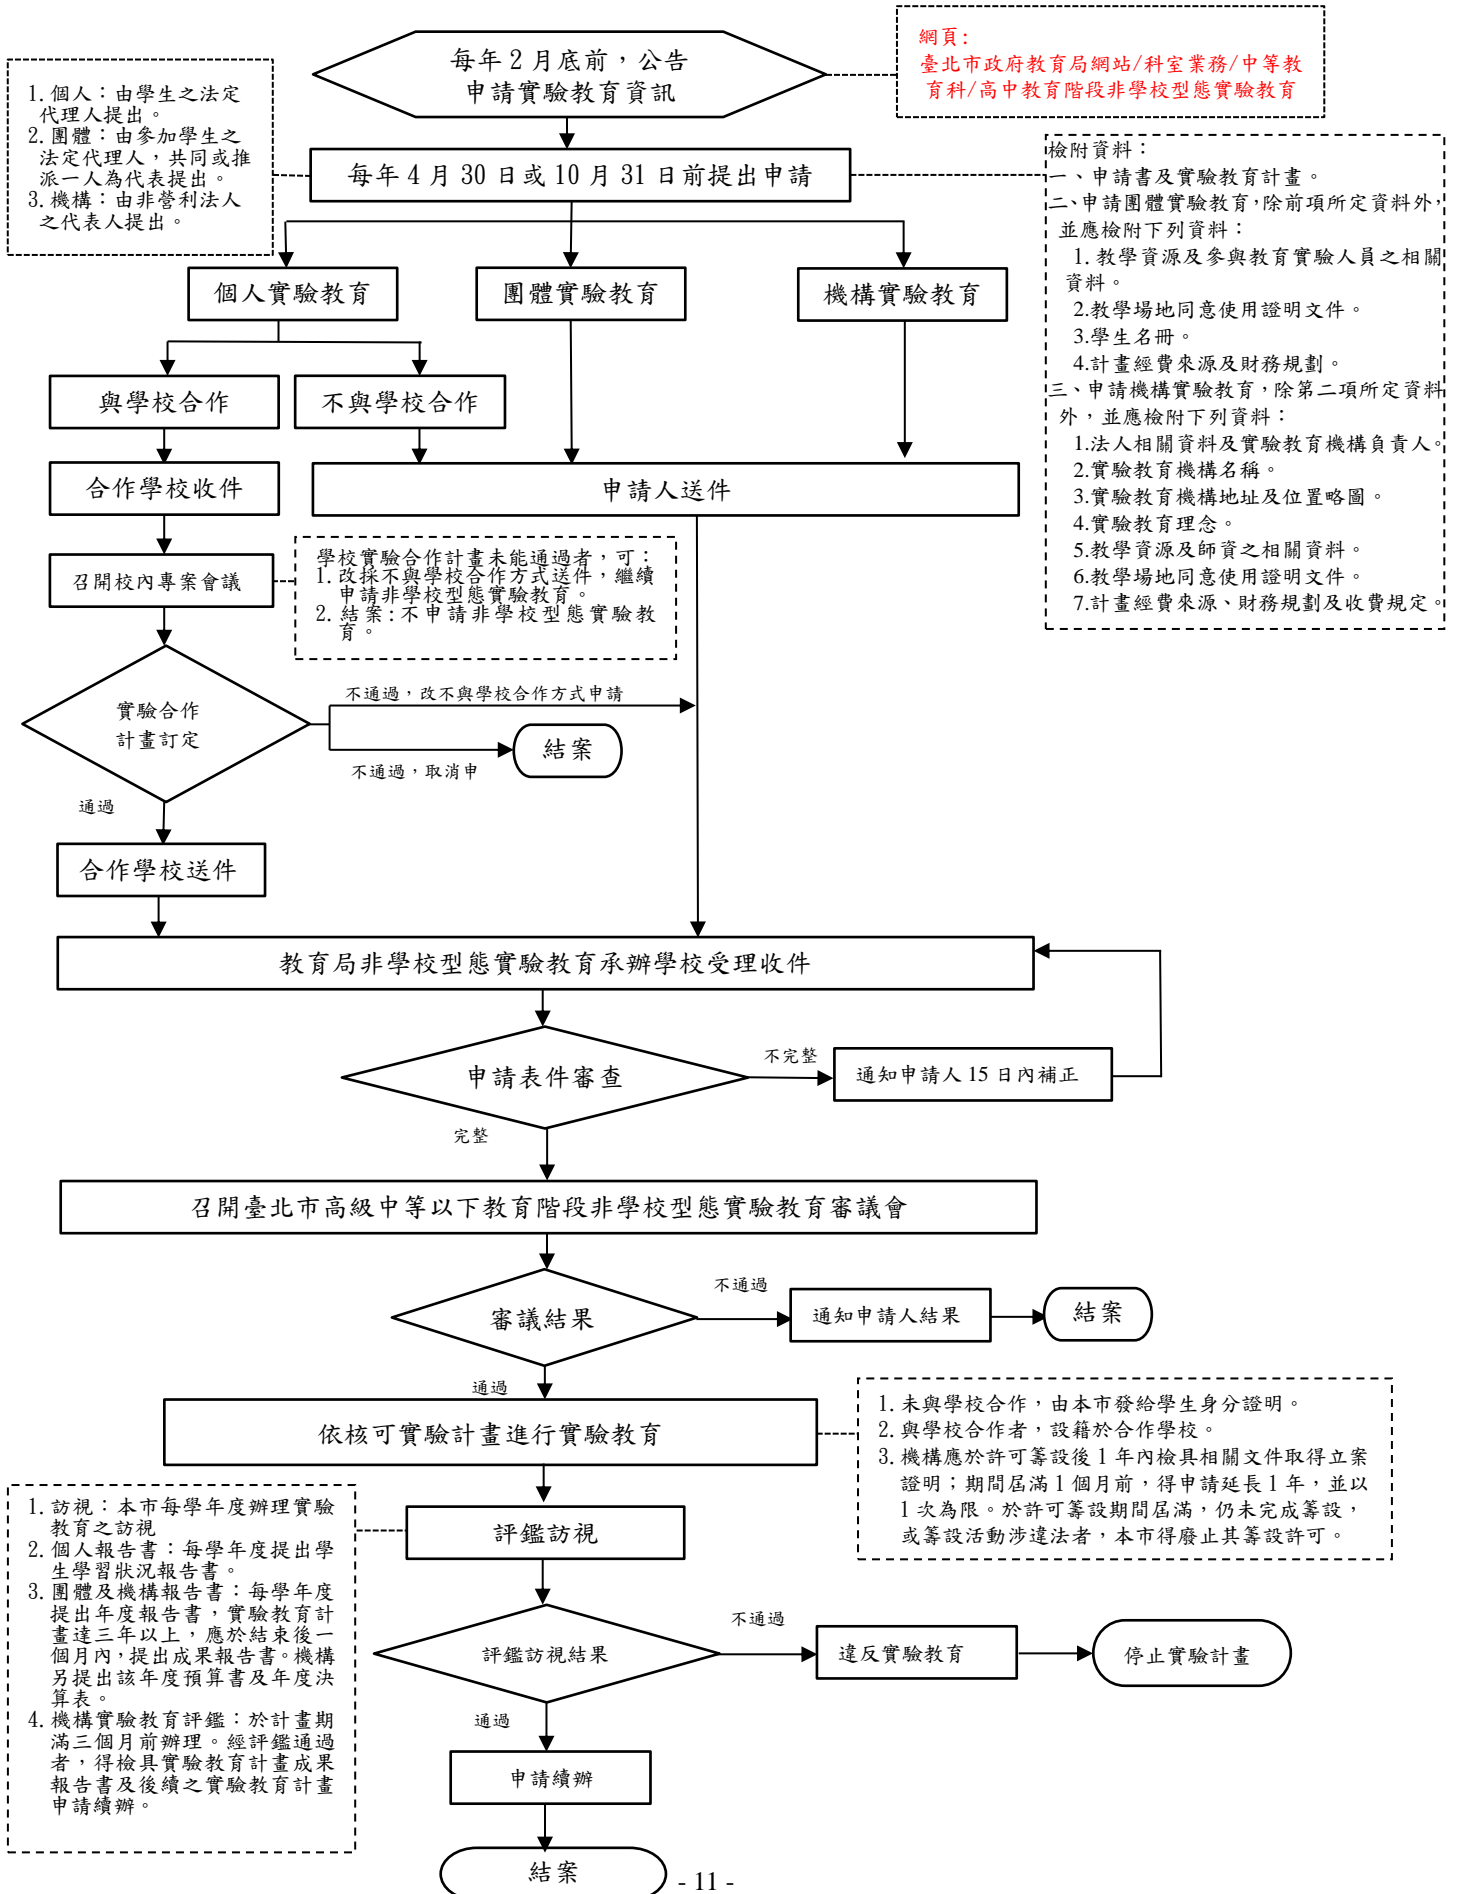 每年 2 月底前，公告
申請實驗教育資訊
網頁:
臺北市政府教育局網站/科室業務/中等教
育科/高中教育階段非學校型態實驗教育
1. 個人：由學生之法定
代理人提出。
2. 團體：由參加學生之
法定代理人，共同或推
派一人為代表提出。
3. 機構：由非營利法人
之代表人提出。
每年 4 月 30 日或 10 月 31 日前提出申請
檢附資料：
一、申請書及實驗教育計畫。
二、申請團體實驗教育，除前項所定資料外，
並應檢附下列資料：
1. 教學資源及參與教育實驗人員之相關
資料。
2.教學場地同意使用證明文件。
3.學生名冊。
4.計畫經費來源及財務規劃。
三、申請機構實驗教育，除第二項所定資料
外，並應檢附下列資料：
1.法人相關資料及實驗教育機構負責人。
2.實驗教育機構名稱。
3.實驗教育機構地址及位置略圖。
4.實驗教育理念。
5.教學資源及師資之相關資料。
6.教學場地同意使用證明文件。
7.計畫經費來源、財務規劃及收費規定。
個人實驗教育
團體實驗教育
機構實驗教育
與學校合作
不與學校合作
合作學校收件
申請人送件
召開校內專案會議
學校實驗合作計畫未能通過者，可：
1. 改採不與學校合作方式送件，繼續
申請非學校型態實驗教育。
2. 結案:不申請非學校型態實驗教
育。
實驗合作
計畫訂定
不通過，改不與學校合作方式申請
結案
不通過，取消申
通過
合作學校送件
教育局非學校型態實驗教育承辦學校受理收件
申請表件審查
不完整
通知申請人 15 日內補正
完整
召開臺北市高級中等以下教育階段非學校型態實驗教育審議會
審議結果
不通過
通知申請人結果
結案
通過
依核可實驗計畫進行實驗教育
1. 未與學校合作，由本市發給學生身分證明。
2. 與學校合作者，設籍於合作學校。
3. 機構應於許可籌設後 1 年內檢具相關文件取得立案
證明；期間屆滿 1 個月前，得申請延長 1 年，並以
1 次為限。於許可籌設期間屆滿，仍未完成籌設，
或籌設活動涉違法者，本市得廢止其籌設許可。
1. 訪視：本市每學年度辦理實驗
教育之訪視
2. 個人報告書：每學年度提出學
生學習狀況報告書。
3. 團體及機構報告書：每學年度
提出年度報告書，實驗教育計
畫達三年以上，應於結束後一
個月內，提出成果報告書。機構
另提出該年度預算書及年度決
算表。
4. 機構實驗教育評鑑：於計畫期
滿三個月前辦理。經評鑑通過
者，得檢具實驗教育計畫成果
報告書及後續之實驗教育計畫
申請續辦。
評鑑訪視
評鑑訪視結果
不通過
違反實驗教育
停止實驗計畫
通過
申請續辦
結案
- 11 -